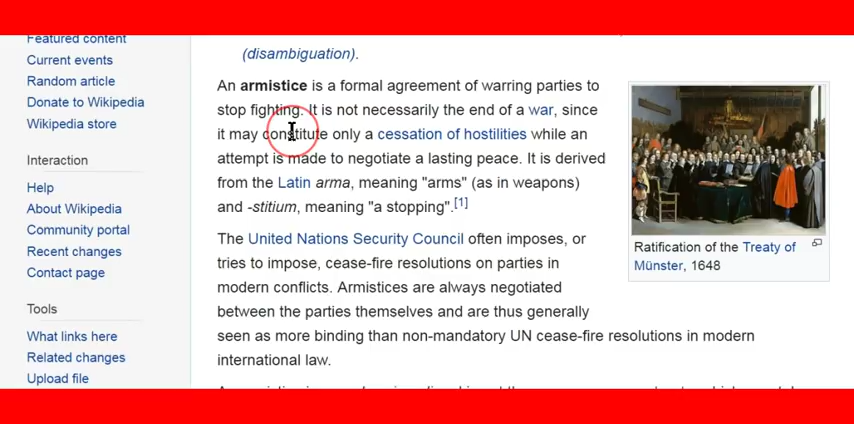 Featured content
Current events
Random article
Donate to Wikipedia
Wikipedia store
Interaction
Help
About Wikipedia
Community portal
Recent changes
Contact page
Tools
What links here
Related changes
Upload file
(disambiguation).
An armistice is a formal agreement of warring parties to
stop fighting. It is not necessarily the end of a war, since
it may constitute only a cessation of hostilities while an
attempt is made to negotiate a lasting peace. It is derived
from the Latin arma, meaning "arms" (as in weapons)
and -stitium, meaning "a stopping".[1]
The United Nations Security Council often imposes, or
tries to impose, cease-fire resolutions on parties in
modern conflicts. Armistices are always negotiated
between the parties themselves and are thus generally
seen as more binding than non-mandatory UN cease-fire resolutions in modern
international law.
Ratification of the Treaty of
Münster, 1648